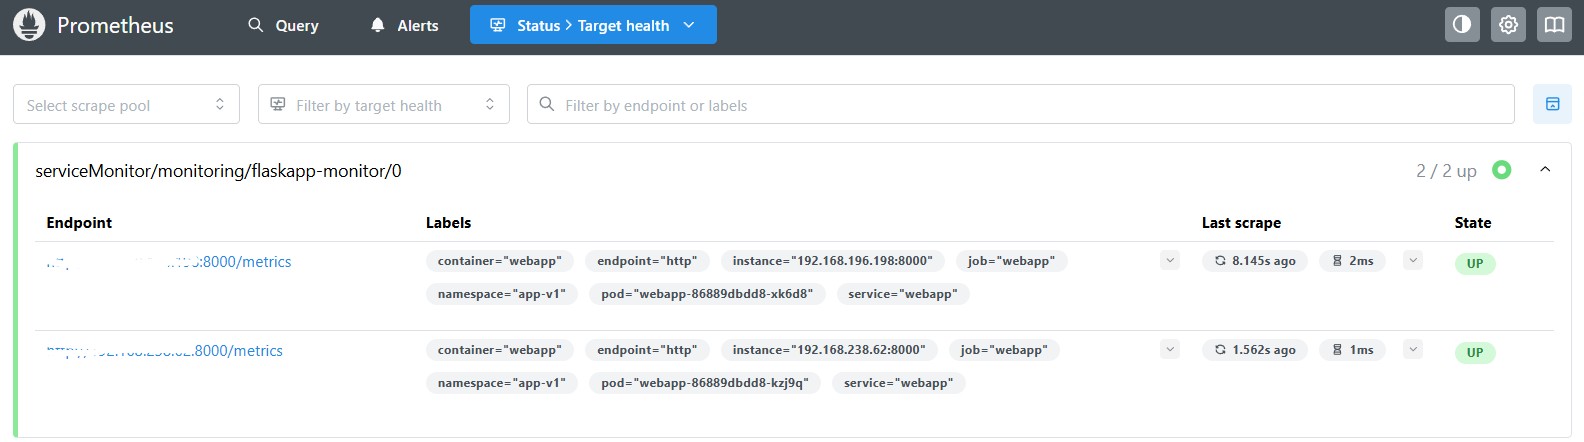 Prometheus Query Alerts Status > Target health
Select scrape pool Filter by target health Filter by endpoint or labels
serviceMonitor/monitoring/flaskapp-monitor/0 2 / 2 up
Endpoint Labels Last scrape State
:8000/metrics container="webapp" endpoint="http" instance="192.168.196.198:8000" job="webapp" 8.145s ago 2ms UP
namespace="app-v1" pod="webapp-86889dbdd8-xk6d8" service="webapp"
:8000/metrics container="webapp" endpoint="http" instance="192.168.238.62:8000" job="webapp" 1.562s ago 1ms UP
namespace="app-v1" pod="webapp-86889dbdd8-kzj9q" service="webapp"